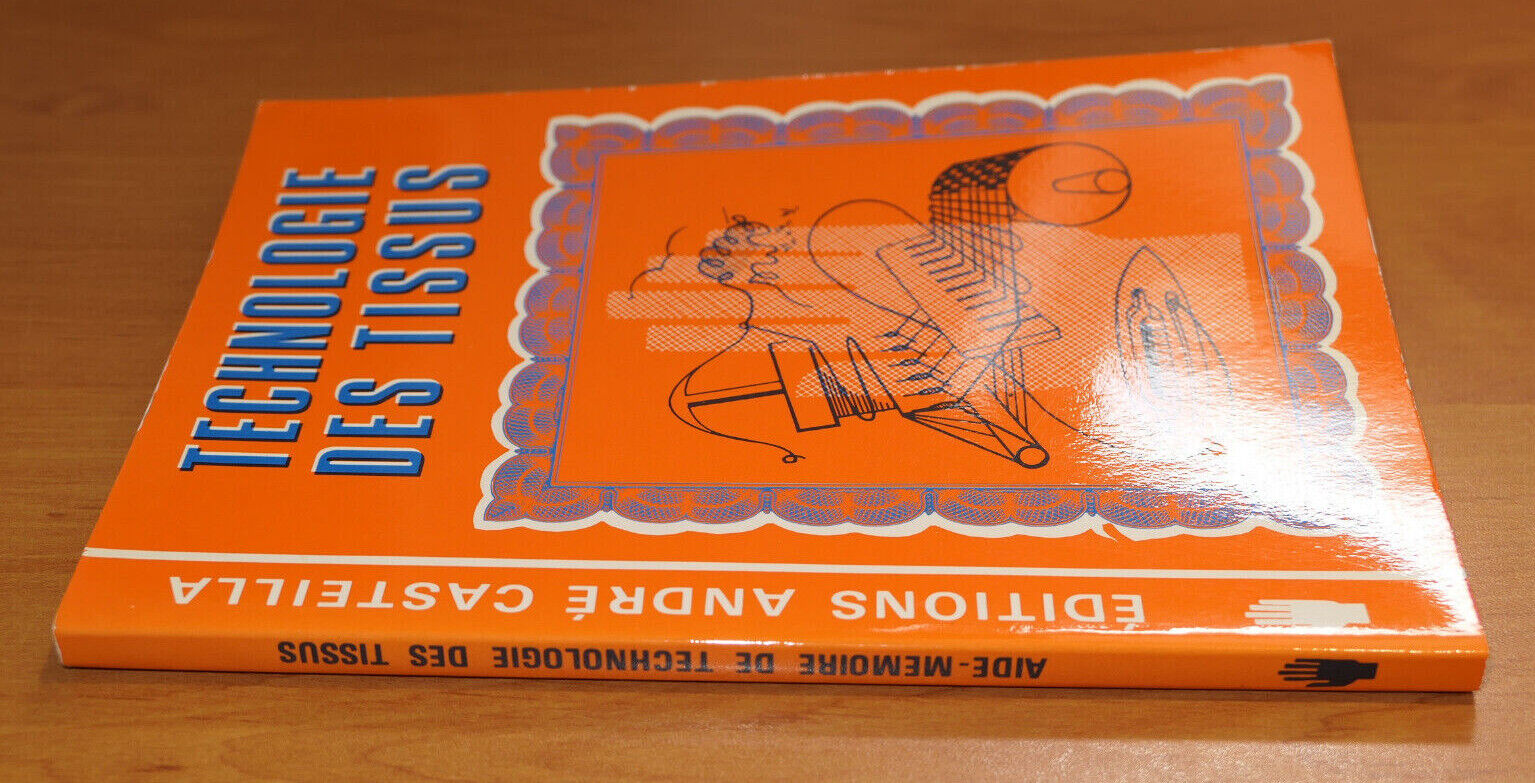 TECHNOLOGIE
DES TISSUS
ÉDITIONS ANDRÉ CASTEILLA
AIDE-MEMOIRE DE TECHNOLOGIE DES TISSUS